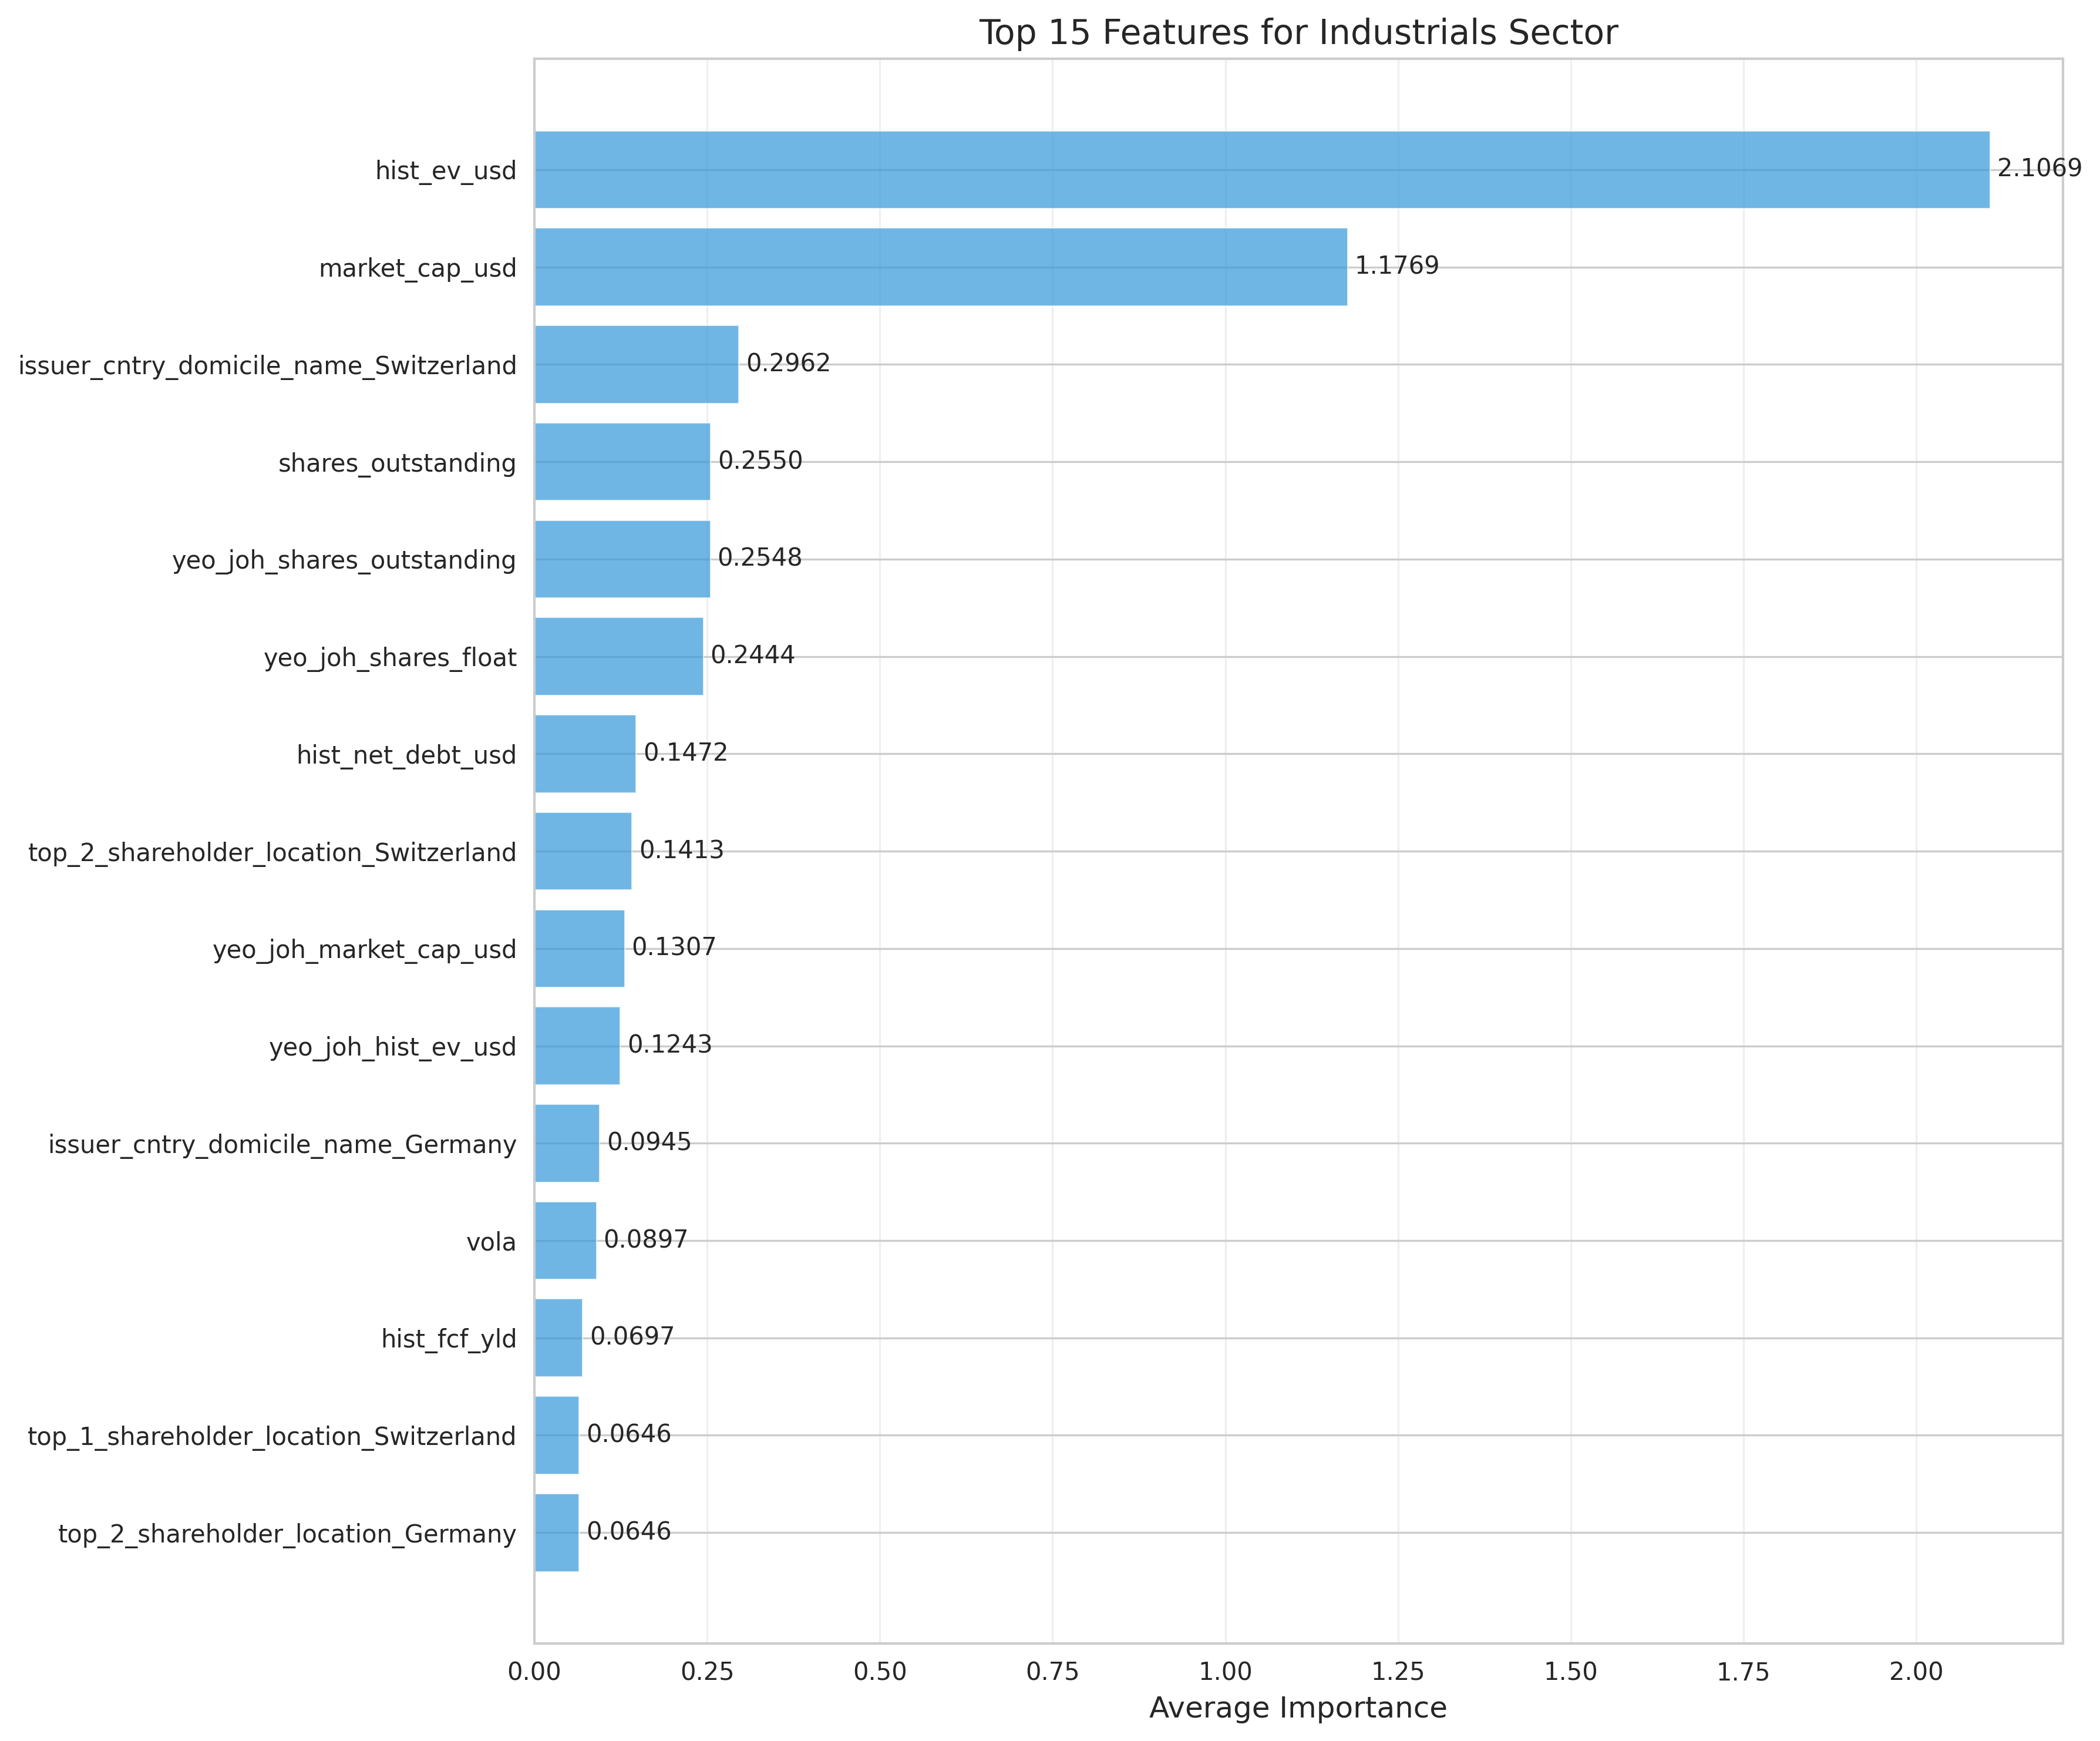 Top 15 Features for Industrials Sector
hist_ev_usd 2.1069
market_cap_usd 1.1769
issuer_cntry_domicile_name_Switzerland 0.2962
shares_outstanding 0.2550
yeo_joh_shares_outstanding 0.2548
yeo_joh_shares_float 0.2444
hist_net_debt_usd 0.1472
top_2_shareholder_location_Switzerland 0.1413
yeo_joh_market_cap_usd 0.1307
yeo_joh_hist_ev_usd 0.1243
issuer_cntry_domicile_name_Germany 0.0945
vola 0.0897
hist_fcf_yld 0.0697
top_1_shareholder_location_Switzerland 0.0646
top_2_shareholder_location_Germany 0.0646
0.00 0.25 0.50 0.75 1.00 1.25 1.50 1.75 2.00
Average Importance